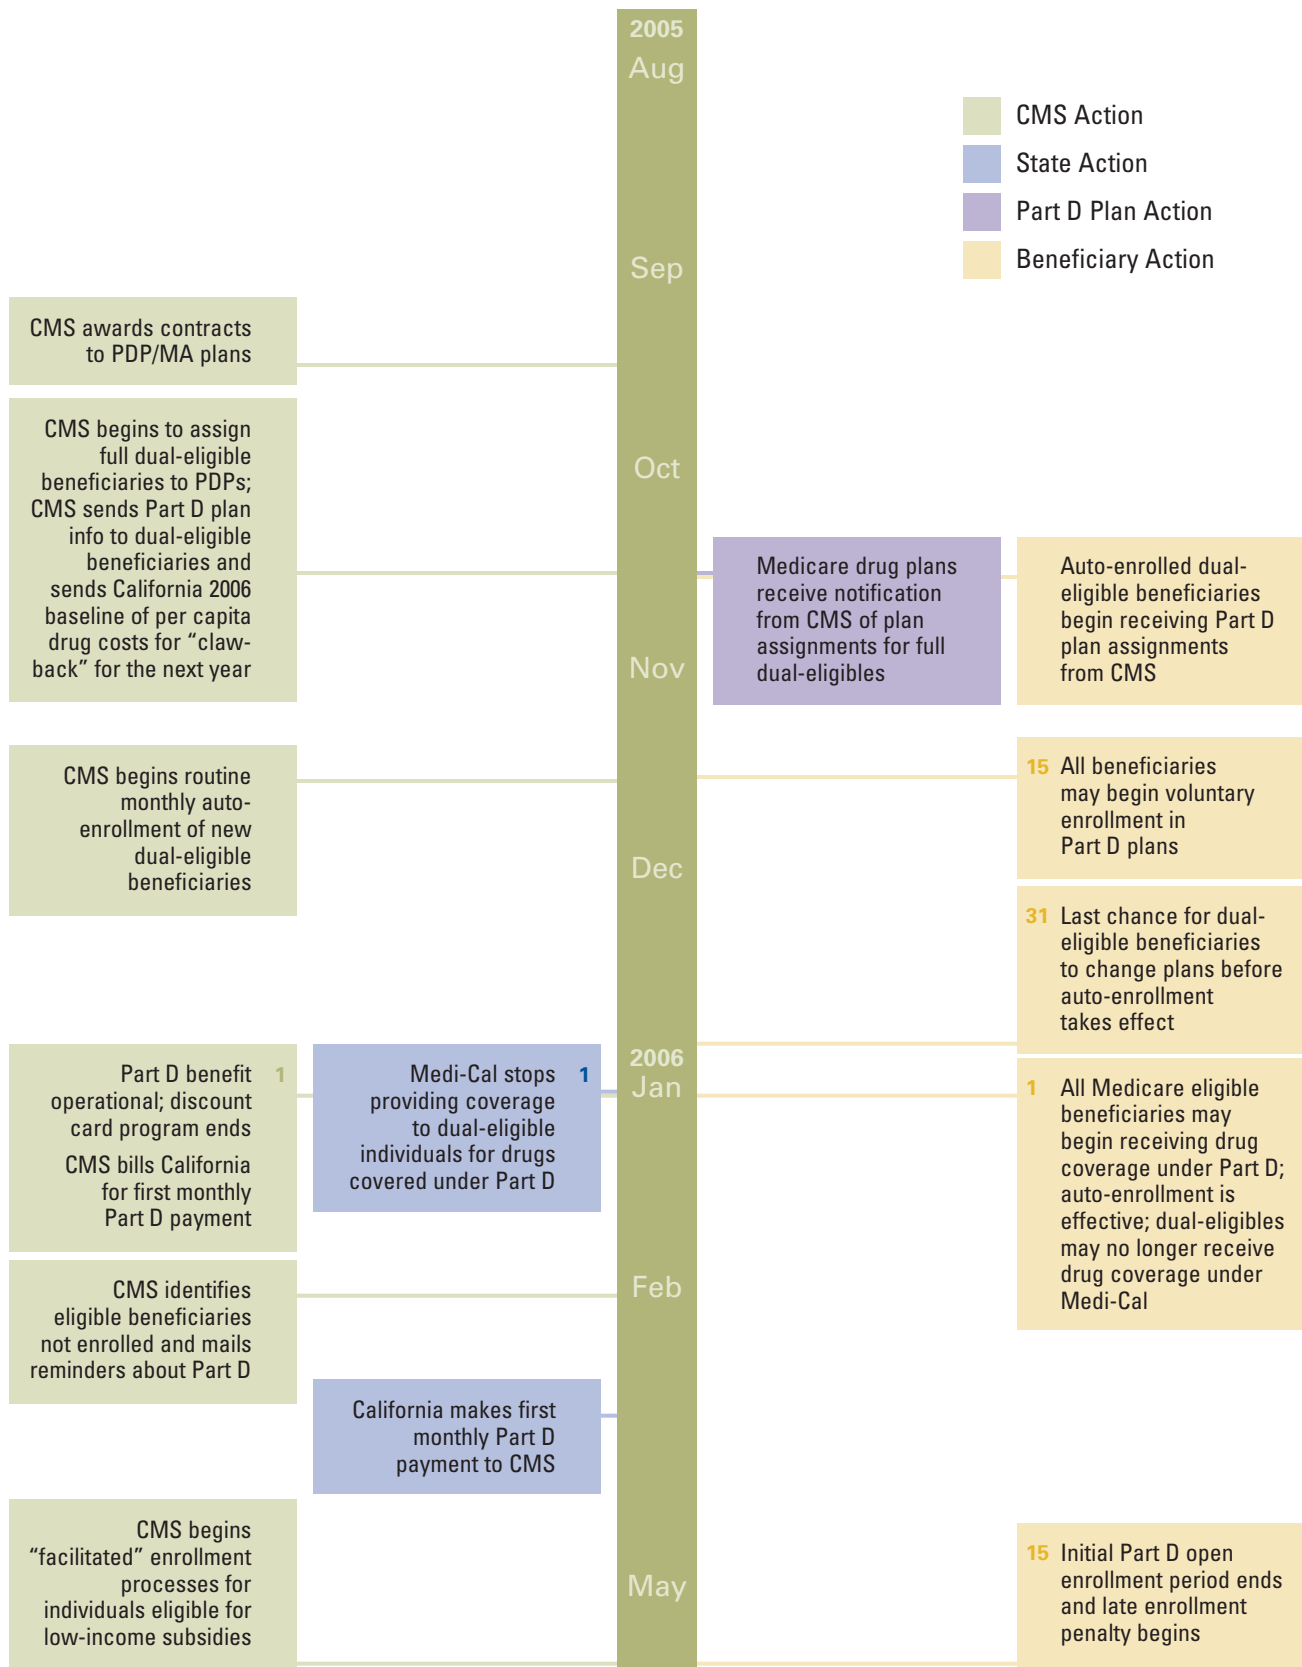 2005
Aug
CMS Action
State Action
Part D Plan Action
Beneficiary Action
Sep
CMS awards contracts
to PDP/MA plans
CMS begins to assign
full dual-eligible
beneficiaries to PDPs;
CMS sends Part D plan
info to dual-eligible
beneficiaries and
sends California 2006
baseline of per capita
drug costs for “claw-
back” for the next year
Oct
Medicare drug plans
receive notification
from CMS of plan
assignments for full
dual-eligibles
Auto-enrolled dual-
eligible beneficiaries
begin receiving Part D
plan assignments
from CMS
Nov
CMS begins routine
monthly auto-
enrollment of new
dual-eligible
beneficiaries
15 All beneficiaries
may begin voluntary
enrollment in
Part D plans
Dec
31 Last chance for dual-
eligible beneficiaries
to change plans before
auto-enrollment
takes effect
Part D benefit 1
operational; discount
card program ends
CMS bills California
for first monthly
Part D payment
Medi-Cal stops 1
providing coverage
to dual-eligible
individuals for drugs
covered under Part D
2006
Jan
1 All Medicare eligible
beneficiaries may
begin receiving drug
coverage under Part D;
auto-enrollment is
effective; dual-eligibles
may no longer receive
drug coverage under
Medi-Cal
CMS identifies
eligible beneficiaries
not enrolled and mails
reminders about Part D
Feb
California makes first
monthly Part D
payment to CMS
CMS begins
“facilitated” enrollment
processes for
individuals eligible for
low-income subsidies
May
15 Initial Part D open
enrollment period ends
and late enrollment
penalty begins